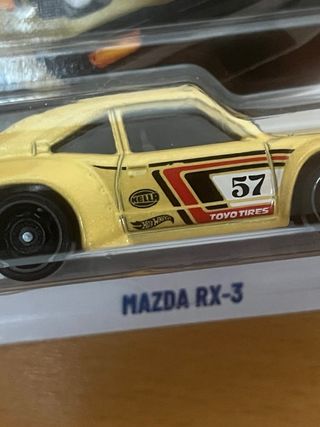 HELLA
57
Hot Wheels
TOYO TIRES
MAZDA RX-3